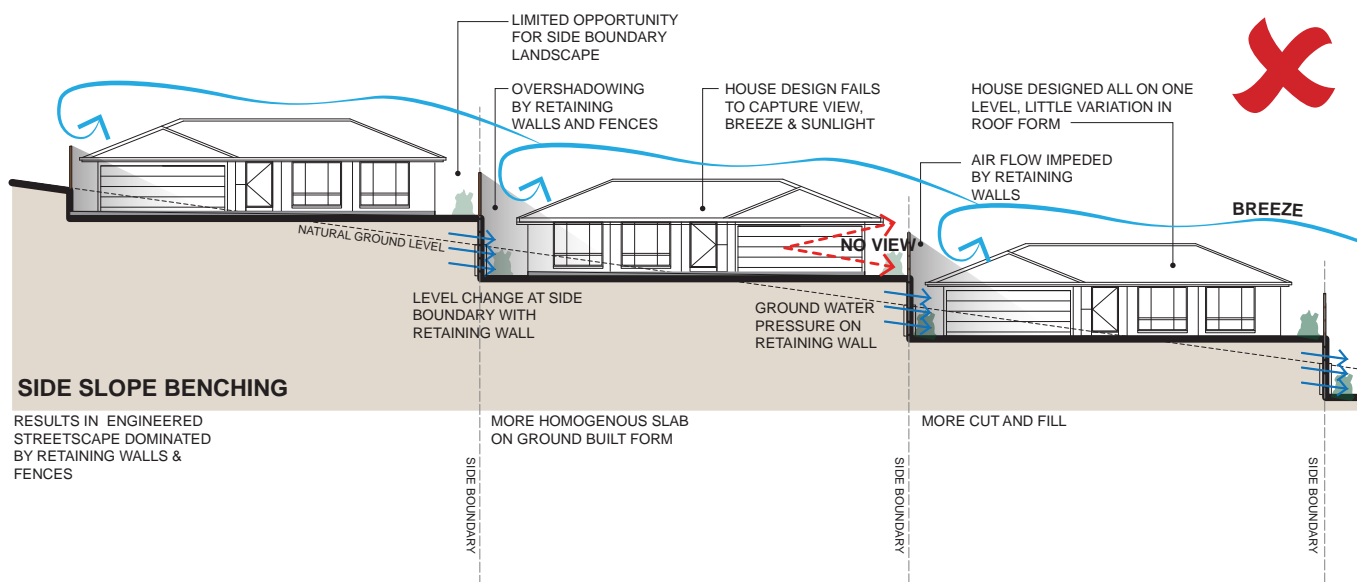 LIMITED OPPORTUNITY
FOR SIDE BOUNDARY
LANDSCAPE
OVERSHADOWING
BY RETAINING
WALLS AND FENCES
HOUSE DESIGN FAILS
TO CAPTURE VIEW,
BREEZE & SUNLIGHT
HOUSE DESIGNED ALL ON ONE
LEVEL, LITTLE VARIATION IN
ROOF FORM
AIR FLOW IMPEDED
BY RETAINING
WALLS
BREEZE
NATURAL GROUND LEVEL
NO VIEW
LEVEL CHANGE AT SIDE
BOUNDARY WITH
RETAINING WALL
GROUND WATER
PRESSURE ON
RETAINING WALL
SIDE SLOPE BENCHING
RESULTS IN ENGINEERED
STREETSCAPE DOMINATED
BY RETAINING WALLS &
FENCES
MORE HOMOGENOUS SLAB
ON GROUND BUILT FORM
MORE CUT AND FILL
SIDE BOUNDARY
SIDE BOUNDARY
SIDE BOUNDARY